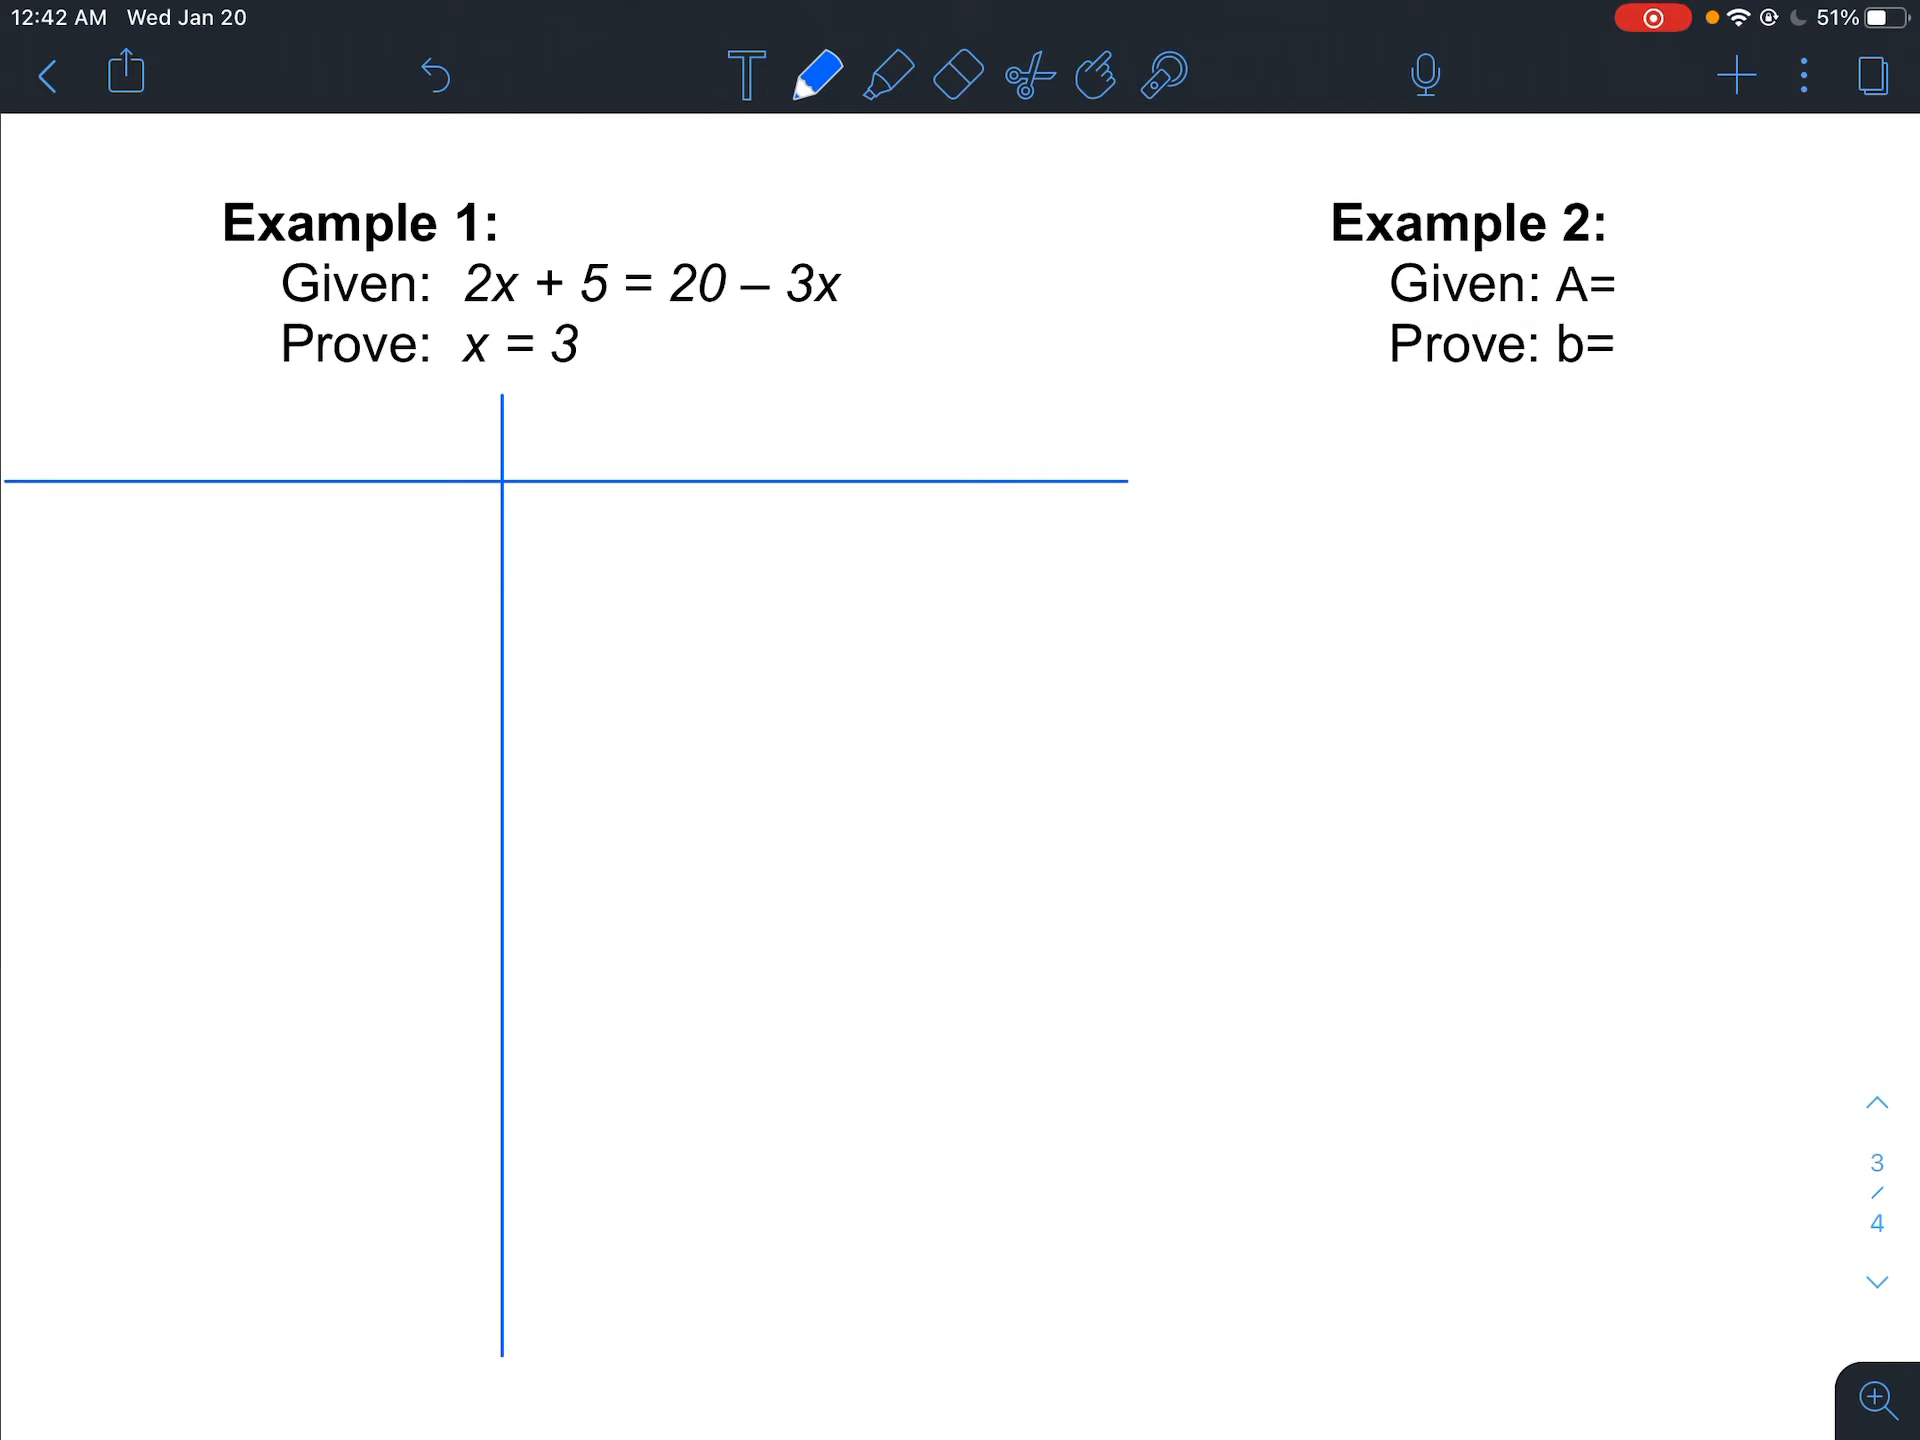 12:42 AM Wed Jan 20
51%
T
Example 1:
Given: 2x + 5 = 20 – 3x
Prove: x = 3
Example 2:
Given: A=
Prove: b=
3
/
4